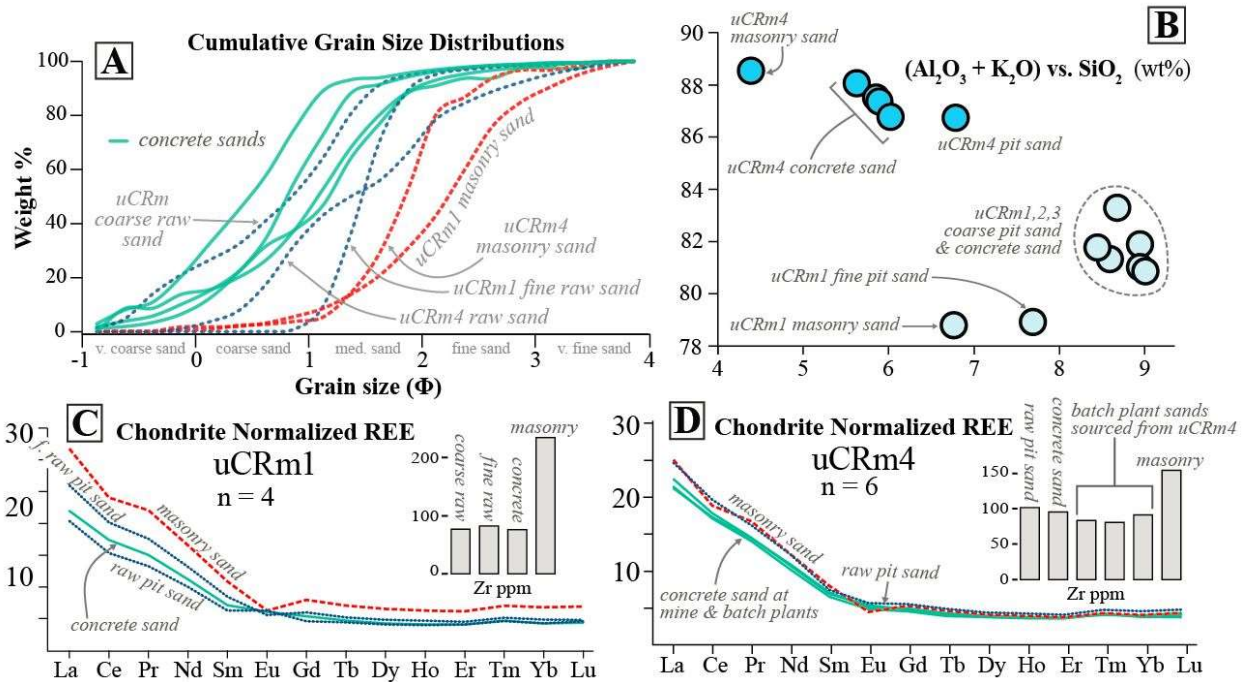 A
Cumulative Grain Size Distributions
100
80
60
40
20
0
Weight %
concrete sands
uCRm
coarse raw
sand
uCRm1 masonry sand
uCRm4
masonry sand
uCRm1 fine raw sand
uCRm4 raw sand
v. coarse sand
coarse sand
med. sand
fine sand
v. fine sand
-1
0
1
2
3
4
Grain size (Φ)
B
(Al₂O₃ + K₂O) vs. SiO₂ (wt%)
90
88
86
84
82
80
78
uCRm4
masonry sand
uCRm4 concrete sand
uCRm4 pit sand
uCRm1,2,3
coarse pit sand
& concrete sand
uCRm1 fine pit sand
uCRm1 masonry sand
4
5
6
7
8
9
C
Chondrite Normalized REE
uCRm1
n = 4
30
20
10
f. raw pit sand
masonry sand
raw pit sand
concrete sand
200
100
0
coarse raw
fine raw
concrete
masonry
Zr ppm
La Ce Pr Nd Sm Eu Gd Tb Dy Ho Er Tm Yb Lu
D
Chondrite Normalized REE
uCRm4
n = 6
30
20
10
masonry sand
raw pit sand
concrete sand at
mine & batch plants
150
100
50
0
raw pit sand
concrete sand
batch plant sands
sourced from uCRm4
masonry
Zr ppm
La Ce Pr Nd Sm Eu Gd Tb Dy Ho Er Tm Yb Lu